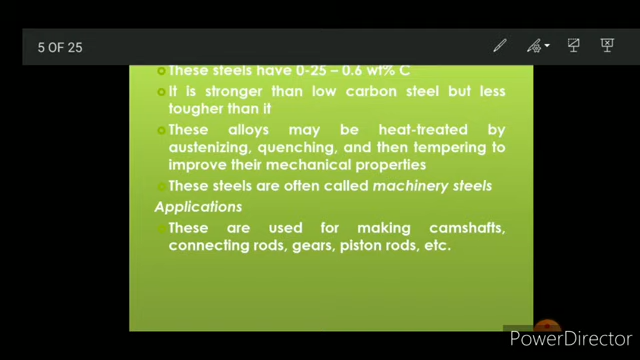 5 OF 25
These steels have 0-25 – 0.6 wt% C
It is stronger than low carbon steel but less
tougher than it
These alloys may be heat-treated by
austenizing, quenching, and then tempering to
improve their mechanical properties
These steels are often called machinery steels
Applications
These are used for making camshafts,
connecting rods, gears, piston rods, etc.
PowerDirector